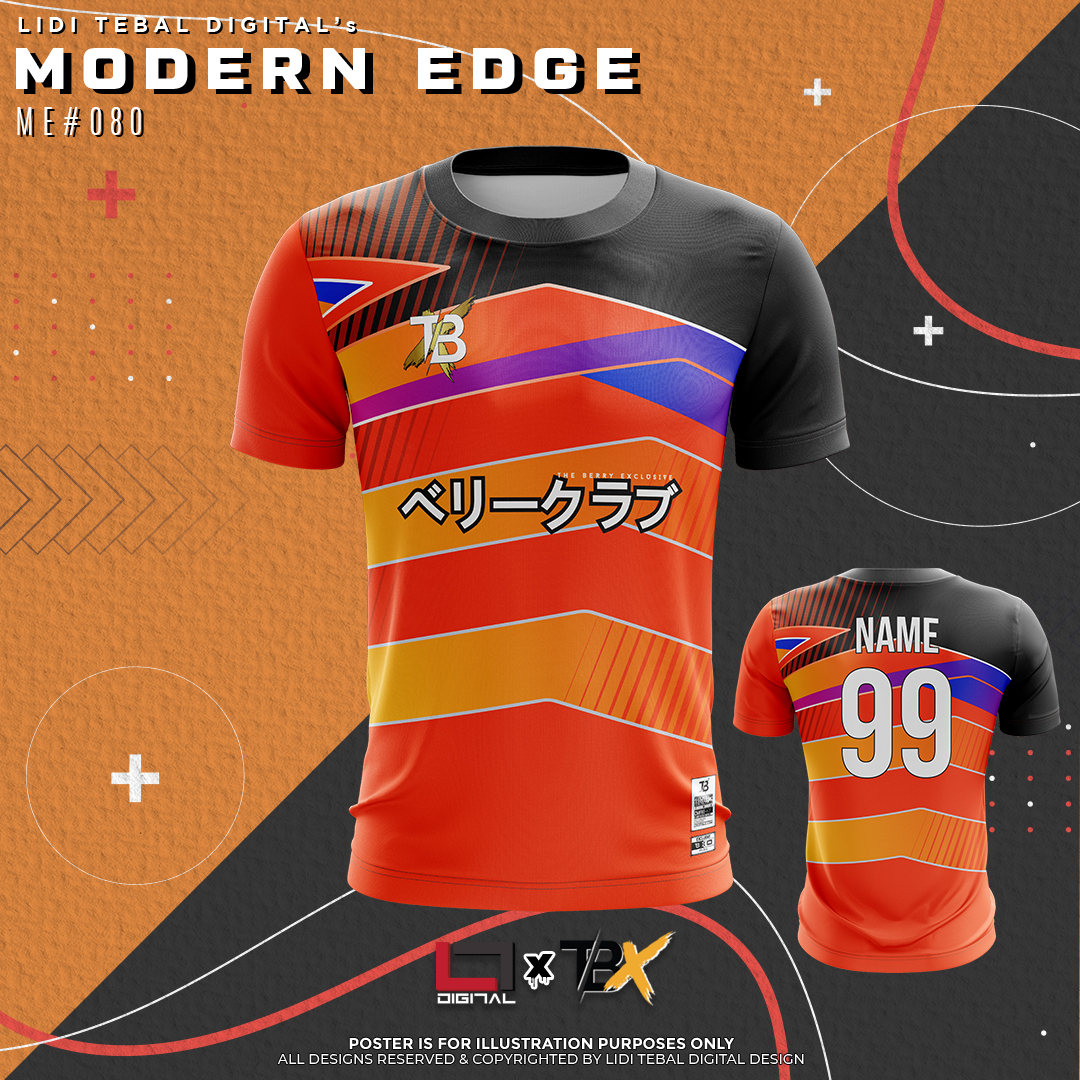 LIDI TEBAL DIGITAL's
MODERN EDGE
ME#080
TB
THE BERRY EXCLUSIVE
ベリークラブ
NAME
99
TB
DIGITAL
X
TBX
POSTER IS FOR ILLUSTRATION PURPOSES ONLY
ALL DESIGNS RESERVED & COPYRIGHTED BY LIDI TEBAL DIGITAL DESIGN